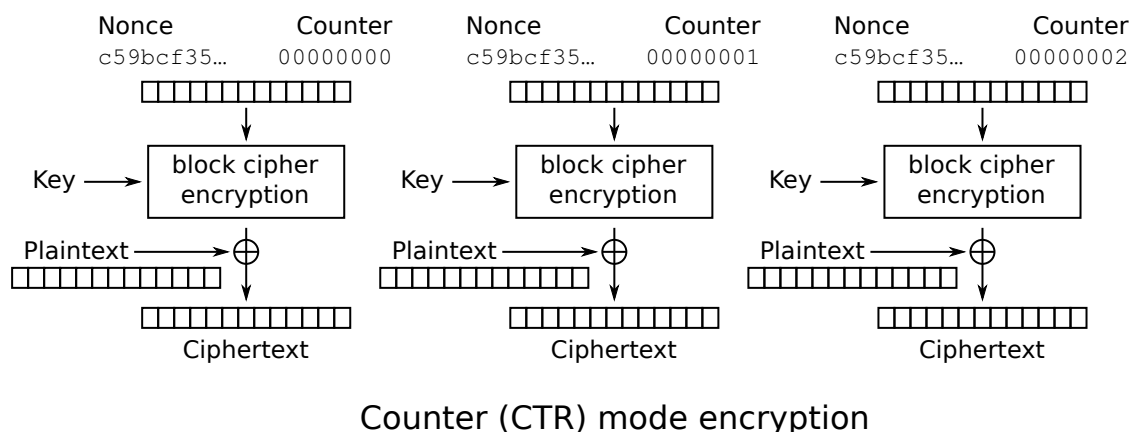 Nonce Counter Nonce Counter Nonce Counter
c59bcf35… 00000000 c59bcf35… 00000001 c59bcf35… 00000002
block cipher block cipher block cipher
Key encryption Key encryption Key encryption
Plaintext Plaintext Plaintext
Ciphertext Ciphertext Ciphertext
Counter (CTR) mode encryption